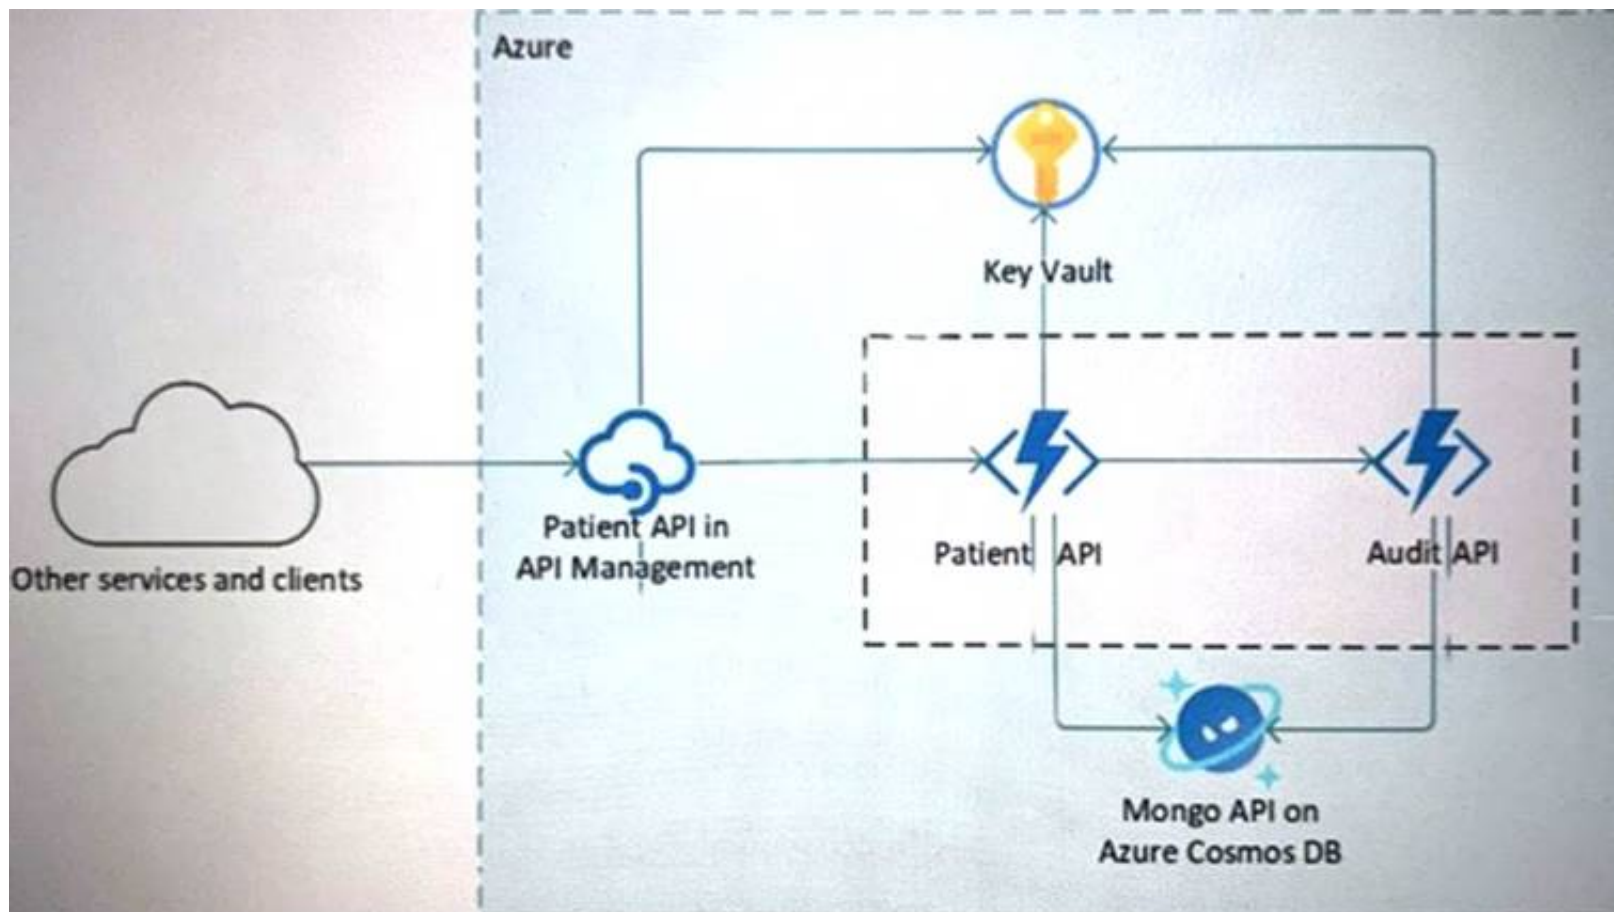 Azure
Key Vault
Patient API in
API Management
Other services and clients
Patient API
Audit API
Mongo API on
Azure Cosmos DB